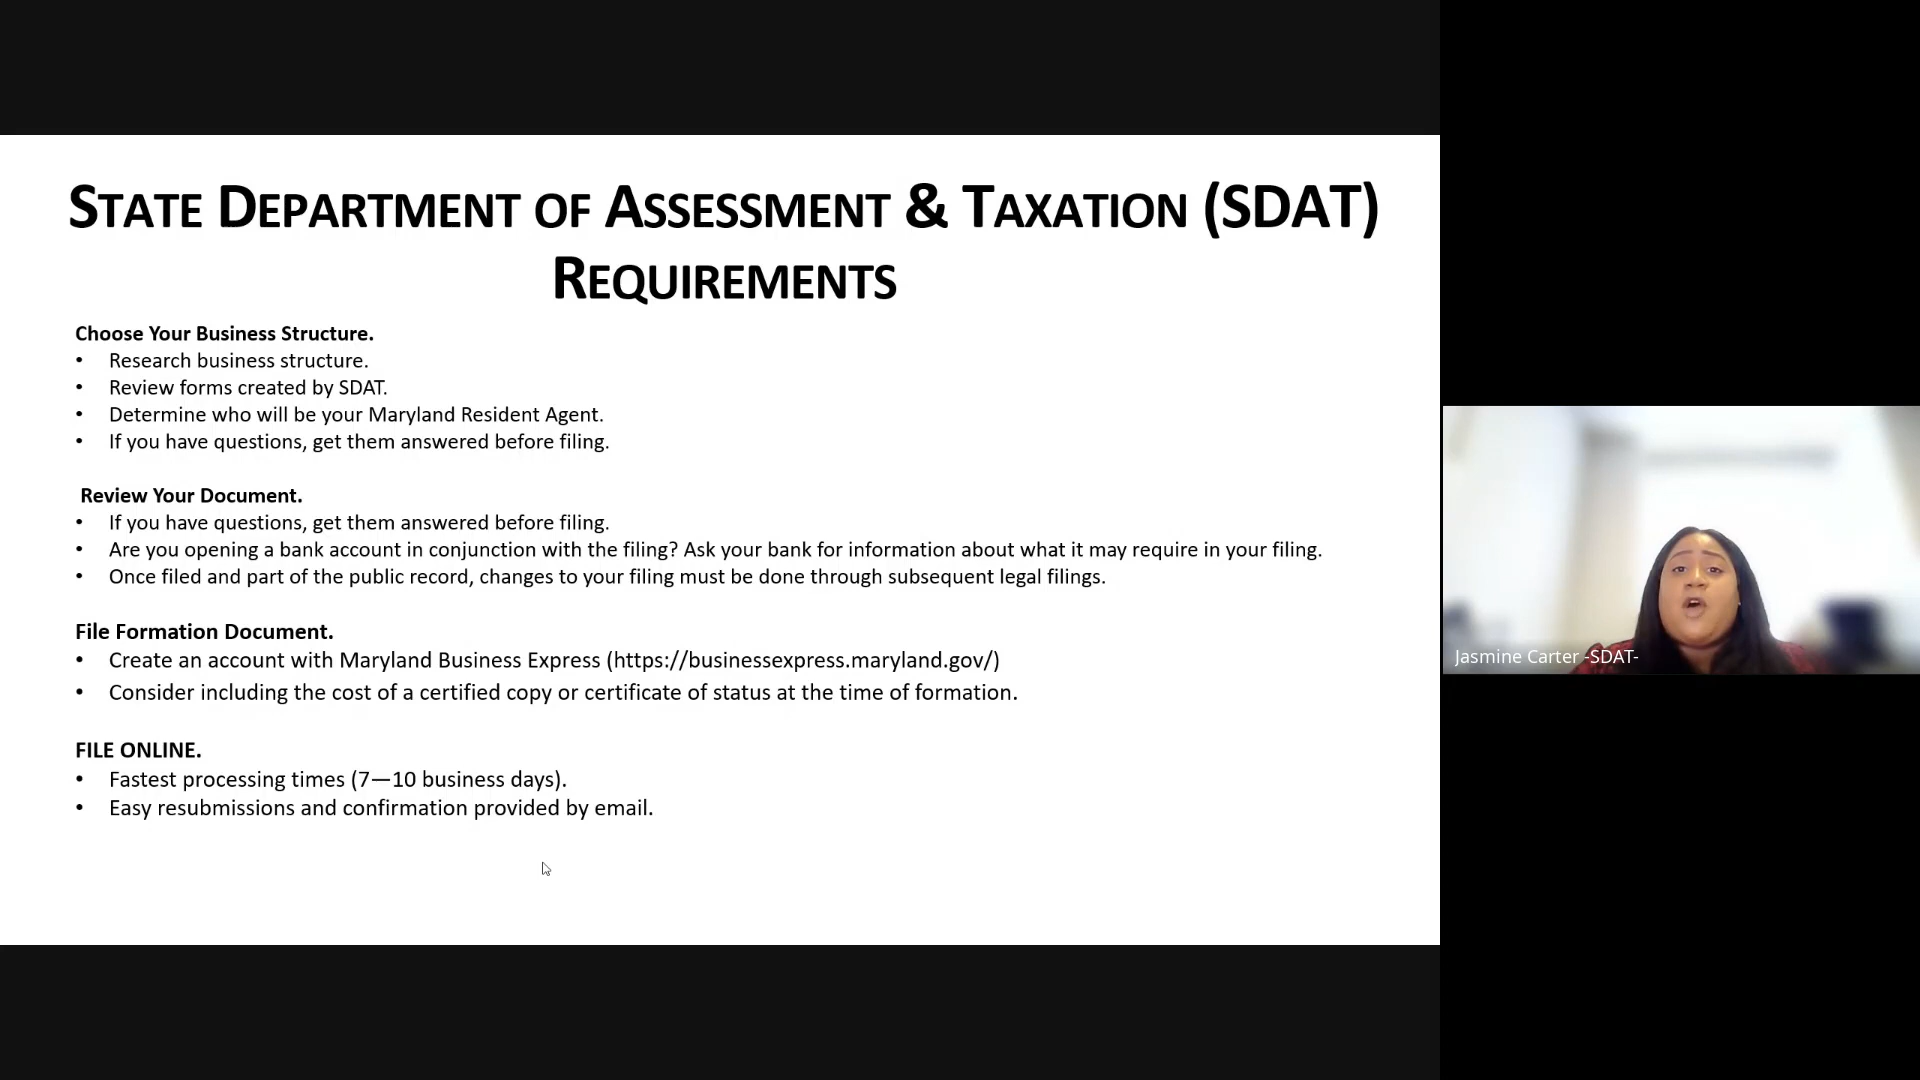 STATE DEPARTMENT OF ASSESSMENT & TAXATION (SDAT)
REQUIREMENTS
Choose Your Business Structure.
• Research business structure.
• Review forms created by SDAT.
• Determine who will be your Maryland Resident Agent.
• If you have questions, get them answered before filing.
Review Your Document.
• If you have questions, get them answered before filing.
• Are you opening a bank account in conjunction with the filing? Ask your bank for information about what it may require in your filing.
• Once filed and part of the public record, changes to your filing must be done through subsequent legal filings.
File Formation Document.
• Create an account with Maryland Business Express (https://businessexpress.maryland.gov/)
• Consider including the cost of a certified copy or certificate of status at the time of formation.
FILE ONLINE.
• Fastest processing times (7—10 business days).
• Easy resubmissions and confirmation provided by email.
Jasmine Carter -SDAT-